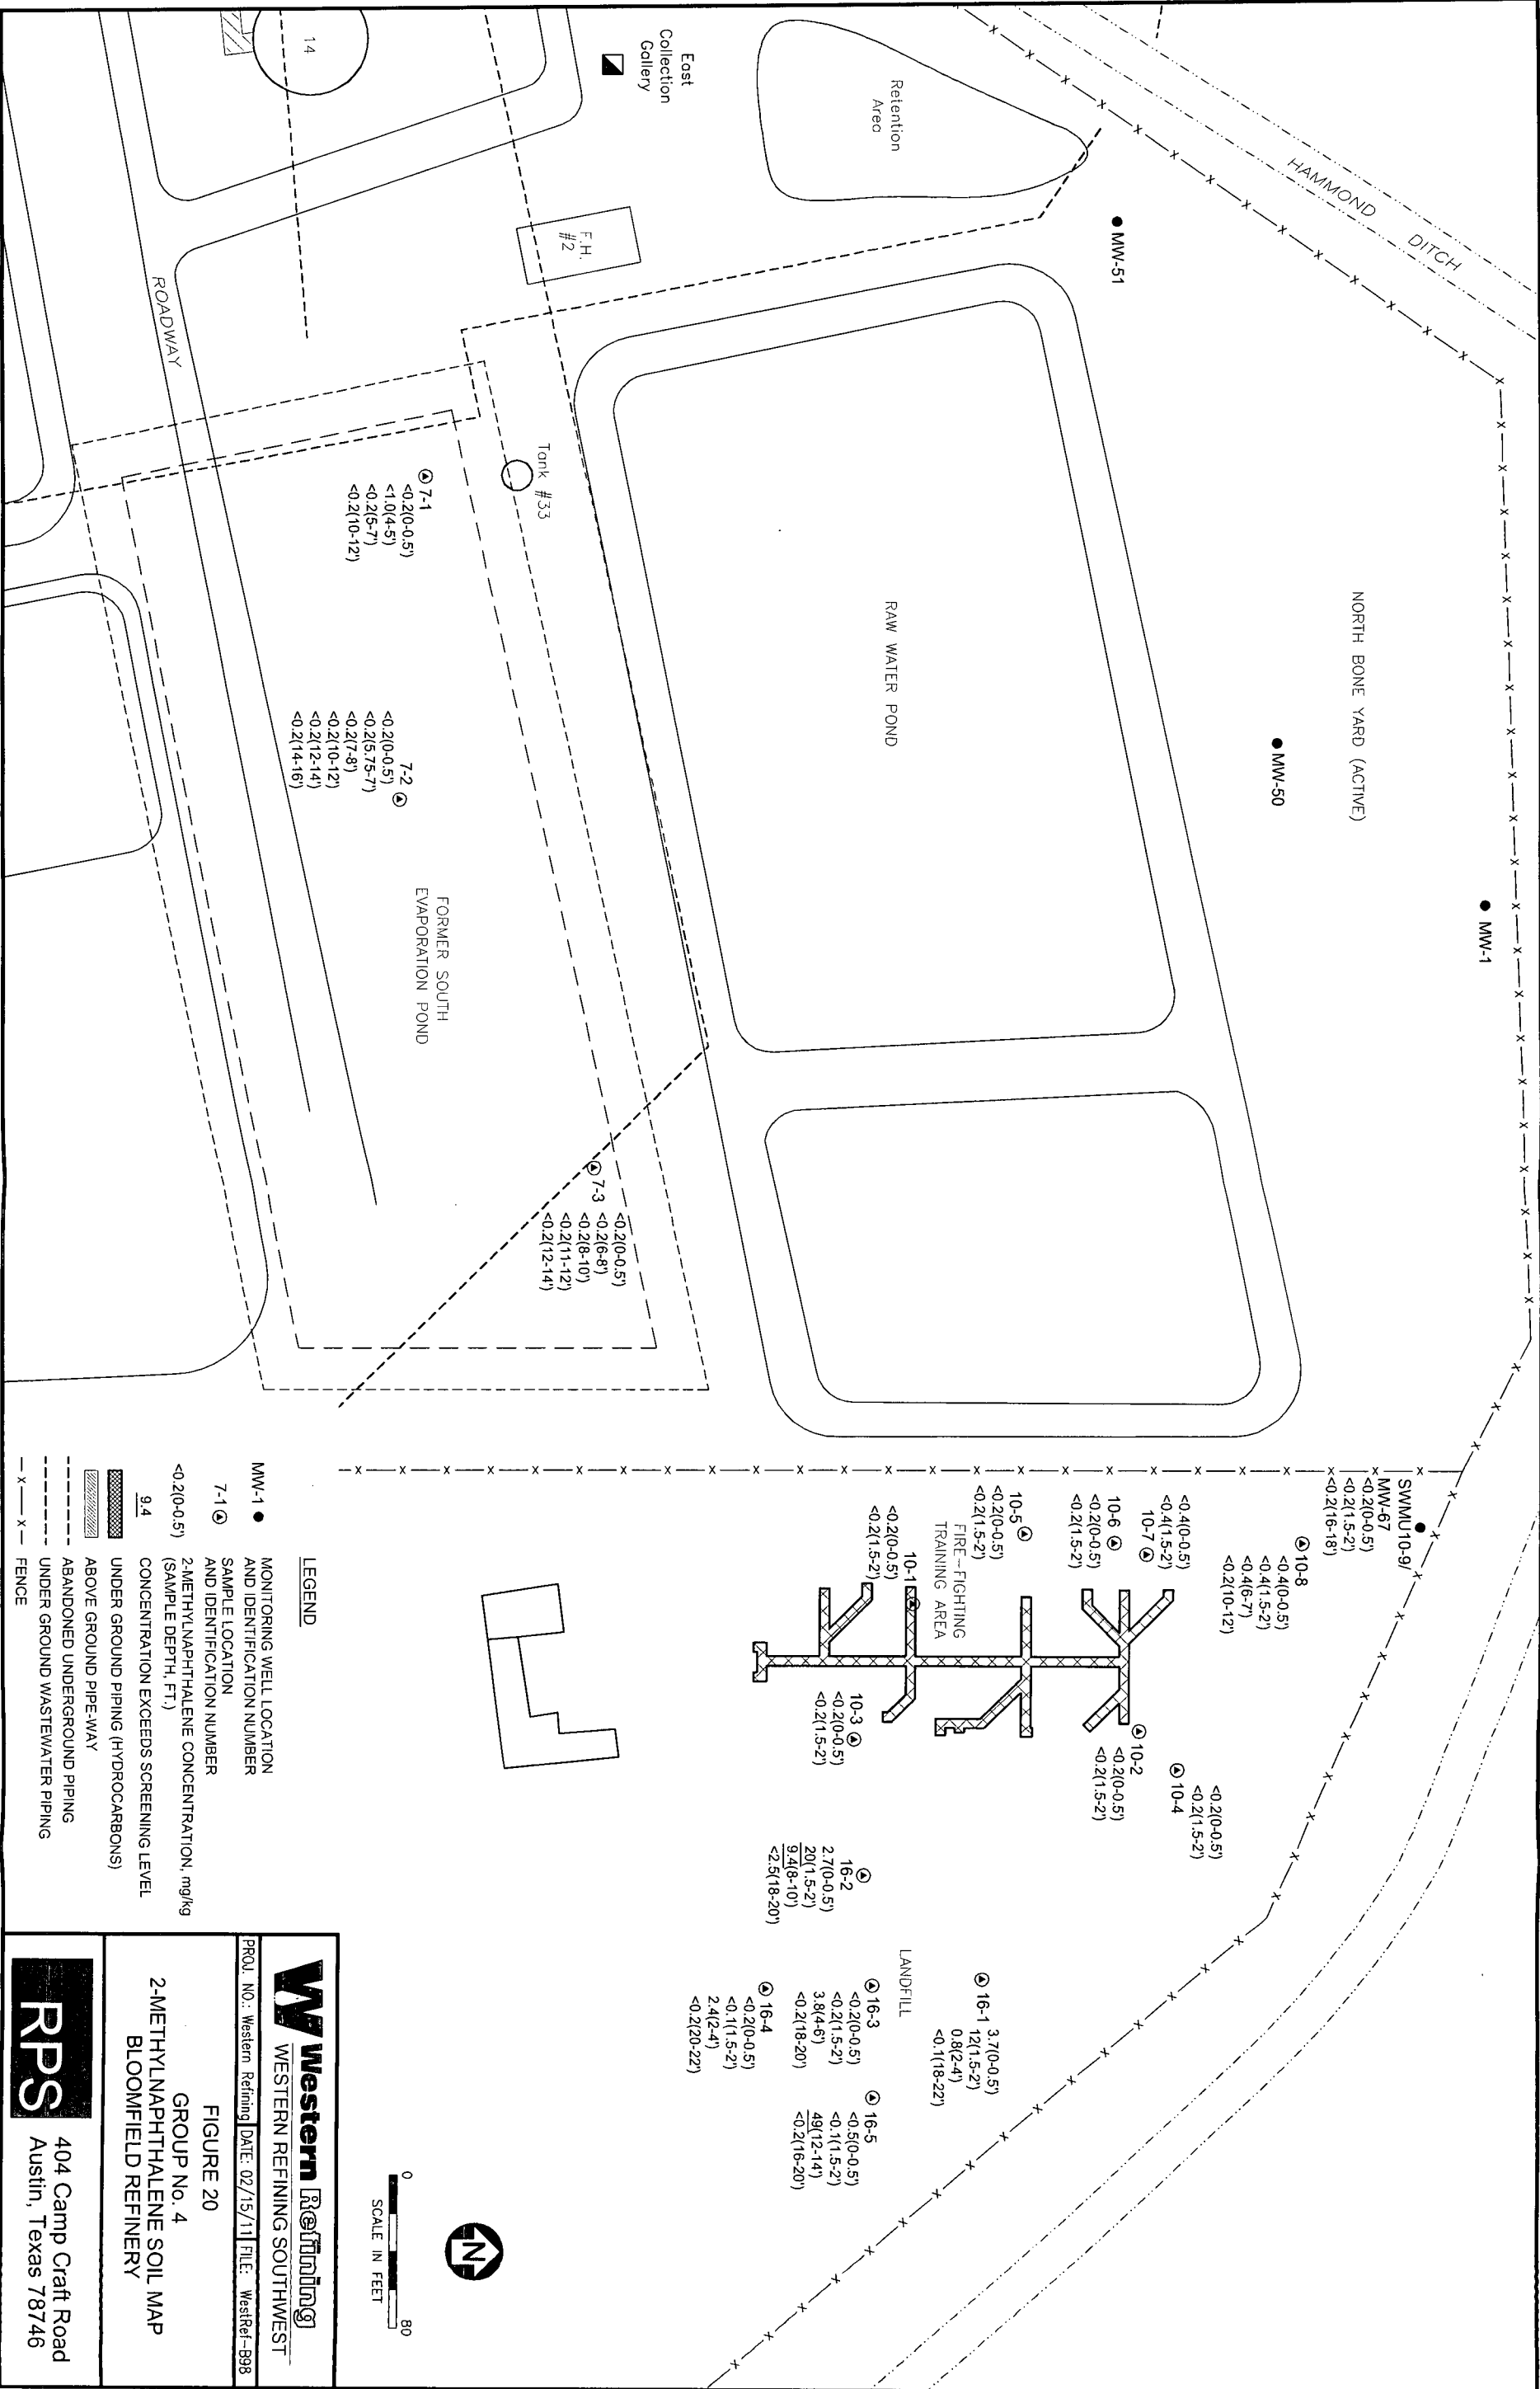 HAMMOND DITCH
NORTH BONE YARD (ACTIVE)
MW-1
MW-51
MW-50
Retention
Area
East
Collection
Gallery
F.H.
#2
14
ROADWAY
RAW WATER POND
Tank #33
7-1
<0.2(0-0.5')
<1.0(4-5')
<0.2(5-7')
<0.2(10-12')
7-2
<0.2(0-0.5')
<0.2(5.75-7')
<0.2(7-8')
<0.2(10-12')
<0.2(12-14')
<0.2(14-16')
FORMER SOUTH
EVAPORATION POND
7-3
<0.2(0-0.5')
<0.2(6-8')
<0.2(8-10')
<0.2(11-12')
<0.2(12-14')
SWMU10-9/
MW-67
<0.2(0-0.5')
<0.2(1.5-2')
<0.2(16-18')
10-8
<0.4(0-0.5')
<0.4(1.5-2')
<0.4(6-7')
<0.2(10-12')
<0.4(0-0.5')
<0.4(1.5-2')
10-7
10-6
<0.2(0-0.5')
<0.2(1.5-2')
10-5
<0.2(0-0.5')
<0.2(1.5-2')
FIRE-FIGHTING
TRAINING AREA
10-1
<0.2(0-0.5')
<0.2(1.5-2')
<0.2(0-0.5')
<0.2(1.5-2')
10-4
10-2
<0.2(0-0.5')
<0.2(1.5-2')
10-3
<0.2(0-0.5')
<0.2(1.5-2')
16-2
2.7(0-0.5')
20(1.5-2')
9.4(8-10')
<2.5(18-20')
LANDFILL
16-1
3.7(0-0.5')
12(1.5-2')
0.8(2-4')
<0.1(18-22')
16-3
<0.2(0-0.5')
<0.2(1.5-2')
3.8(4-6')
<0.2(18-20')
16-4
<0.2(0-0.5')
<0.1(1.5-2')
2.4(2-4')
<0.2(20-22')
16-5
<0.5(0-0.5')
<0.1(1.5-2')
49(12-14')
<0.2(16-20')
LEGEND
MW-1 MONITORING WELL LOCATION
AND IDENTIFICATION NUMBER
7-1 SAMPLE LOCATION
AND IDENTIFICATION NUMBER
<0.2(0-0.5') 2-METHYLNAPHTHALENE CONCENTRATION, mg/kg
(SAMPLE DEPTH, FT.)
9.4 CONCENTRATION EXCEEDS SCREENING LEVEL
UNDER GROUND PIPING (HYDROCARBONS)
ABOVE GROUND PIPE-WAY
ABANDONED UNDERGROUND PIPING
UNDER GROUND WASTEWATER PIPING
x x FENCE
N
0 80
SCALE IN FEET
Western Refining
WESTERN REFINING SOUTHWEST
PROJ. NO.: Western Refining DATE: 02/15/11 FILE: WestRef-B98
FIGURE 20
GROUP No. 4
2-METHYLNAPHTHALENE SOIL MAP
BLOOMFIELD REFINERY
RPS
404 Camp Craft Road
Austin, Texas 78746